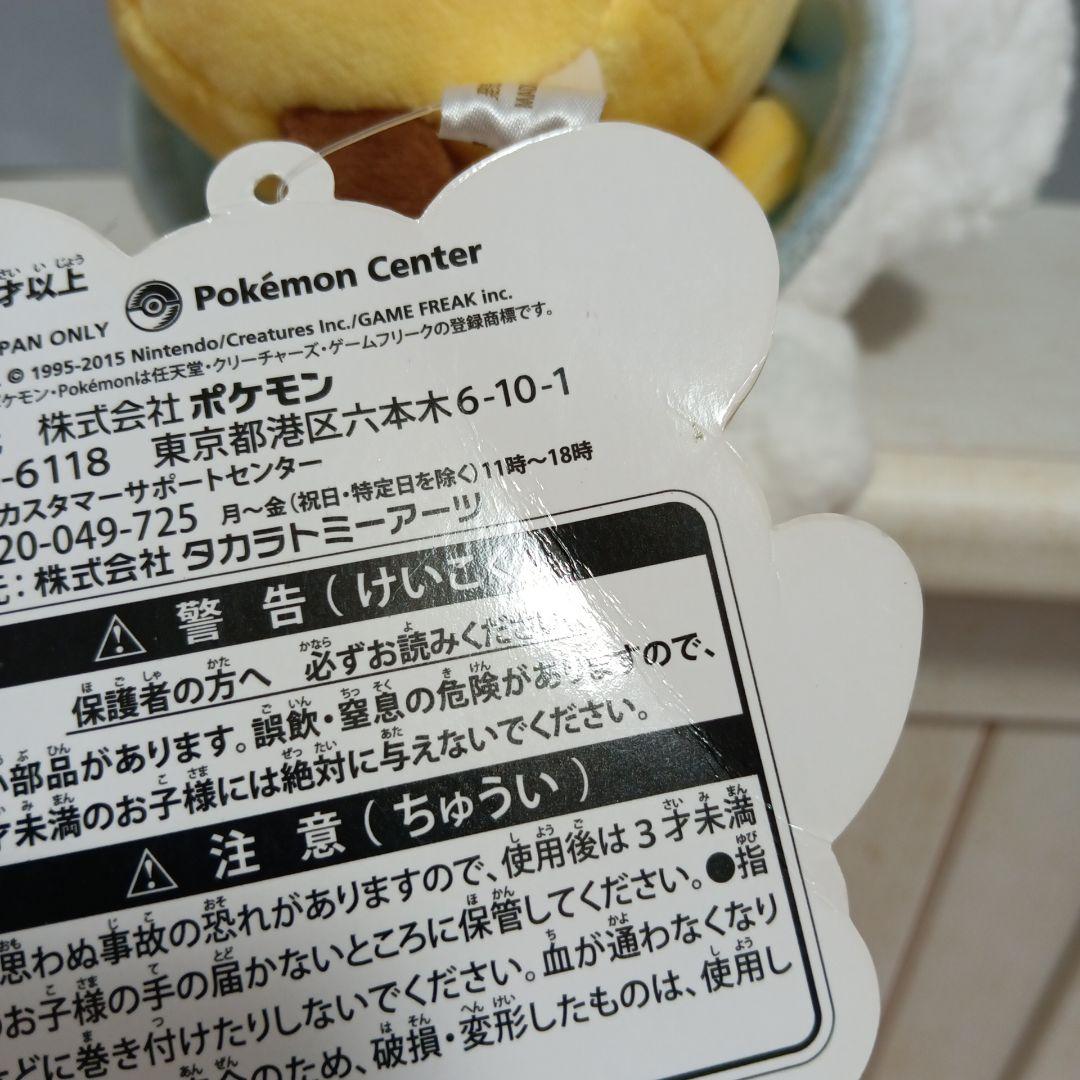 MAD
才以上
Pokémon Center
PAN ONLY
© 1995-2015 Nintendo/Creatures Inc./GAME FREAK inc.
ケモン・Pokémonは任天堂・クリーチャーズ・ゲームフリークの登録商標です。
株式会社 ポケモン
-6118 東京都港区六本木6-10-1
カスタマーサポートセンター
20-049-725 月～金(祝日・特定日を除く)11時～18時
元：株式会社 タカラトミーアーツ
警告(けいこく
保護者の方へ 必ずお読みください
い部品があります。誤飲・窒息の危険がありますので、
才未満のお子様には絶対に与えないでください。
注意(ちゅうい)
思わぬ事故の恐れがありますので、使用後は3才未満
のお子様の手の届かないところに保管してください。●指
どに巻き付けたりしないでください。血が通わなくなり
のため、破損・変形したものは、使用し